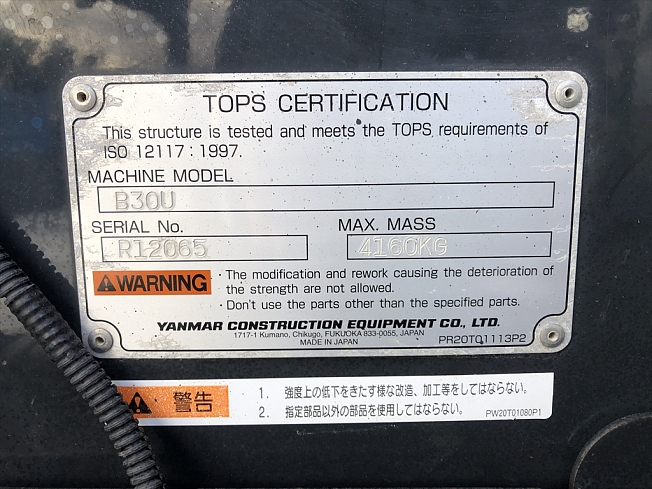 TOPS CERTIFICATION
This structure is tested and meets the TOPS requirements of
ISO 12117 : 1997.
MACHINE MODEL
B30U
SERIAL No. MAX. MASS
R12065 4160KG
WARNING
· The modification and rework causing the deterioration of
the strength are not allowed.
· Don't use the parts other than the specified parts.
YANMAR CONSTRUCTION EQUIPMENT CO., LTD.
1717-1 Kumano, Chikugo, FUKUOKA 833-0055, JAPAN
MADE IN JAPAN PR20T01113P2
警告
1. 強度上の低下をきたす様な改造、加工等をしてはならない。
2. 指定部品以外の部品を使用してはならない。 PW20T01080P1